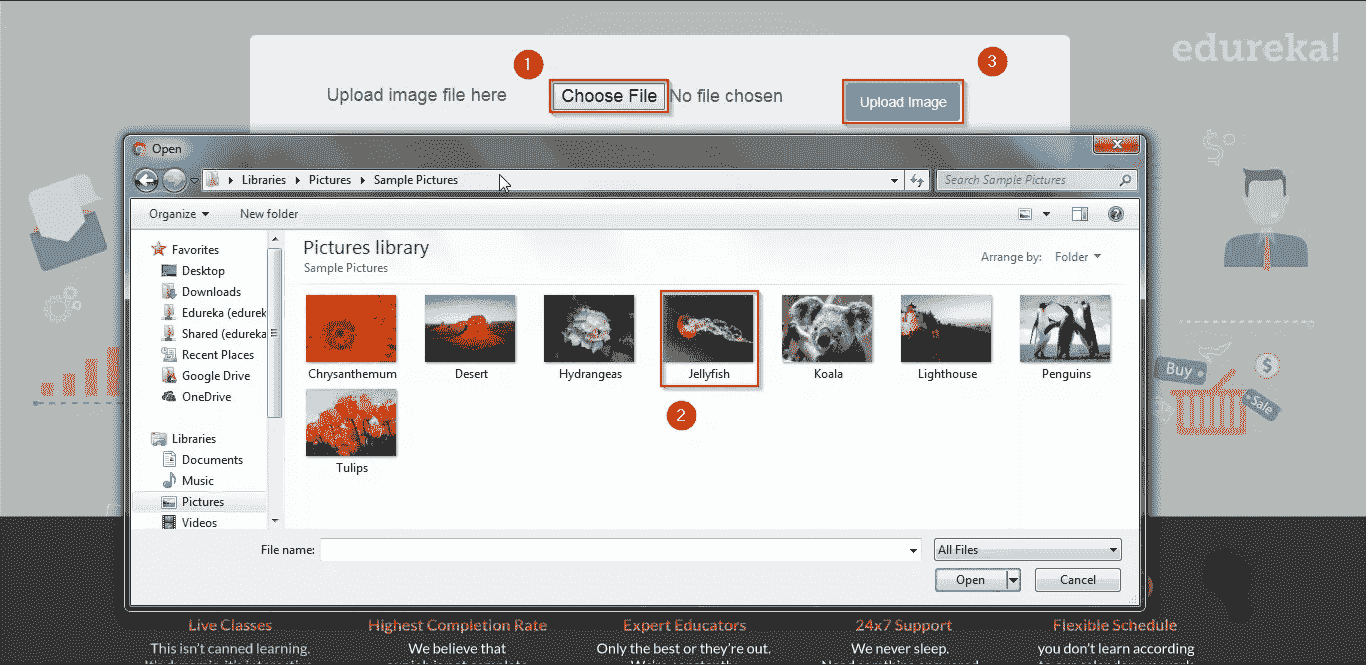 edureka!
1
3
Upload image file here Choose File No file chosen Upload Image
Open
Libraries Pictures Sample Pictures Search Sample Pictures
Organize New folder
Favorites
Desktop
Downloads
Edureka (edurek
Shared (edureka
Recent Places
Google Drive
OneDrive
Libraries
Documents
Music
Pictures
Videos
Pictures library
Sample Pictures
Arrange by: Folder
Chrysanthemum Desert Hydrangeas Jellyfish Koala Lighthouse Penguins
2
Tulips
File name: All Files
Open Cancel
$
Buy
$
Sale
Live Classes Highest Completion Rate Expert Educators 24x7 Support Flexible Schedule
This isn't canned learning. We believe that Only the best or they're out. We never sleep. you don't learn according